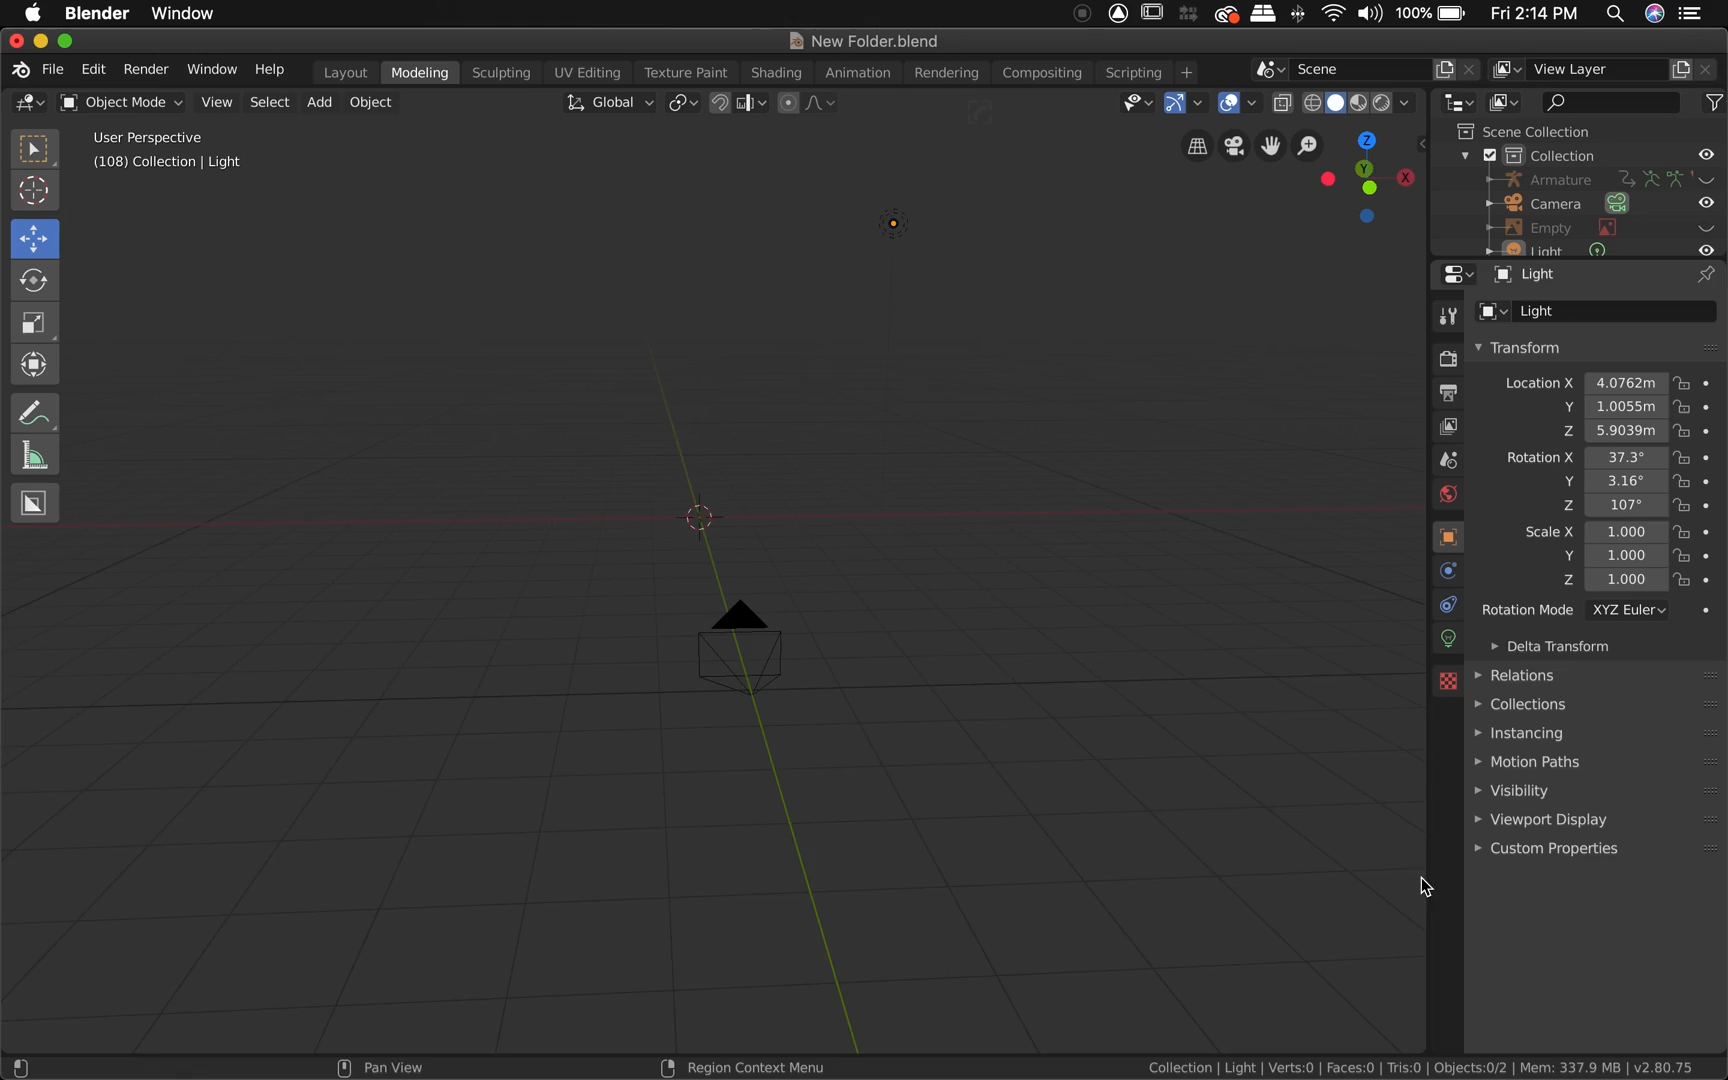 Blender Window 100% Fri 2:14 PM
New Folder.blend
File Edit Render Window Help Layout Modeling Sculpting UV Editing Texture Paint Shading Animation Rendering Compositing Scripting + Scene View Layer
Object Mode View Select Add Object Global
User Perspective
(108) Collection | Light
Z
Y
X
Scene Collection
Collection
Armature
Camera
Empty
Light
Light
Light
Transform
Location X 4.0762m
Y 1.0055m
Z 5.9039m
Rotation X 37.3°
Y 3.16°
Z 107°
Scale X 1.000
Y 1.000
Z 1.000
Rotation Mode XYZ Euler
Delta Transform
Relations
Collections
Instancing
Motion Paths
Visibility
Viewport Display
Custom Properties
Pan View Region Context Menu Collection | Light | Verts:0 | Faces:0 | Tris:0 | Objects:0/2 | Mem: 337.9 MB | v2.80.75